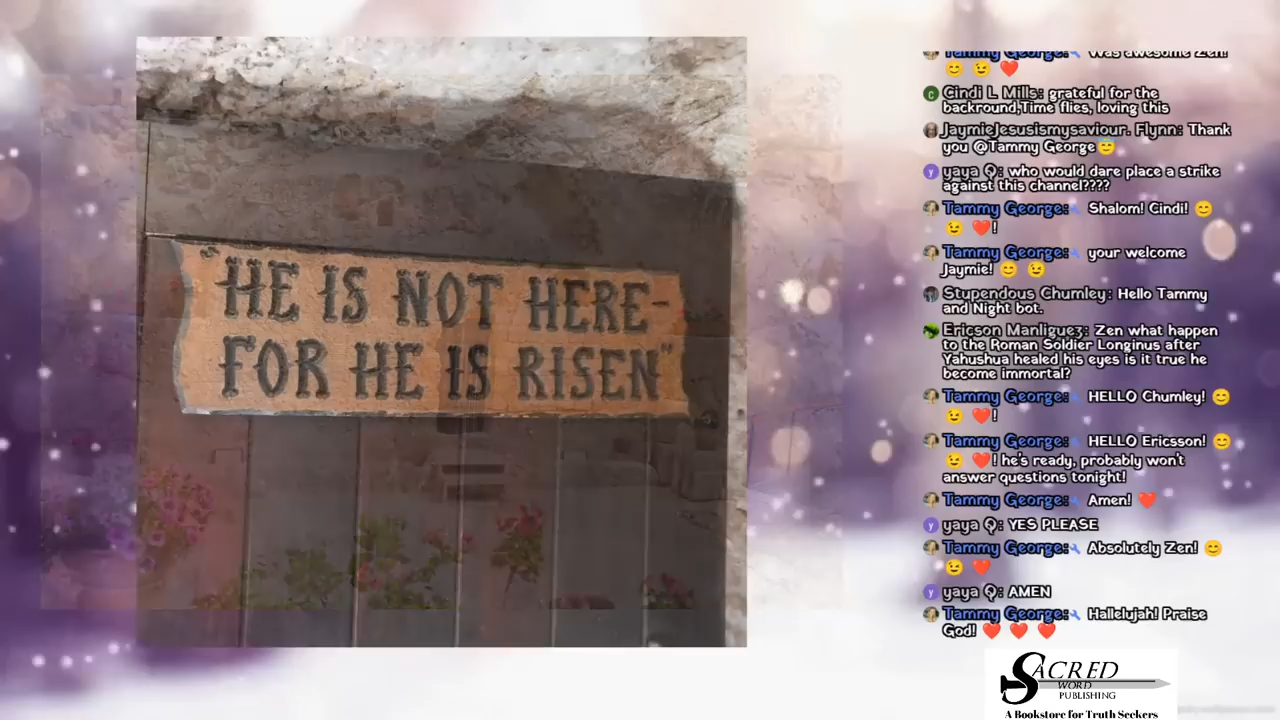 "HE IS NOT HERE-
FOR HE IS RISEN"
Tammy George: Was awesome Zen!
😊 😉 ❤️
Cindi L Mills: grateful for the
backround,Time flies, loving this
JaymieJesusismysaviour. Flynn: Thank
you @Tammy George😇
yaya Q: who would dare place a strike
against this channel????
Tammy George: Shalom! Cindi! 😊
😉 ❤️!
Tammy George: your welcome
Jaymie! 😊 😉
Stupendous Chumley: Hello Tammy
and Night bot.
Ericson Manliguez: Zen what happen
to the Roman Soldier Longinus after
Yahushua healed his eyes is it true he
become immortal?
Tammy George: HELLO Chumley! 😊
😉 ❤️!
Tammy George: HELLO Ericsson! 😊
😉 ❤️! he's ready, probably won't
answer questions tonight!
Tammy George: Amen! ❤️
yaya Q: YES PLEASE
Tammy George: Absolutely Zen! 😊
😉 ❤️
yaya Q: AMEN
Tammy George: Hallelujah! Praise
God! ❤️ ❤️ ❤️
SACRED
WORD
PUBLISHING
A Bookstore for Truth Seekers